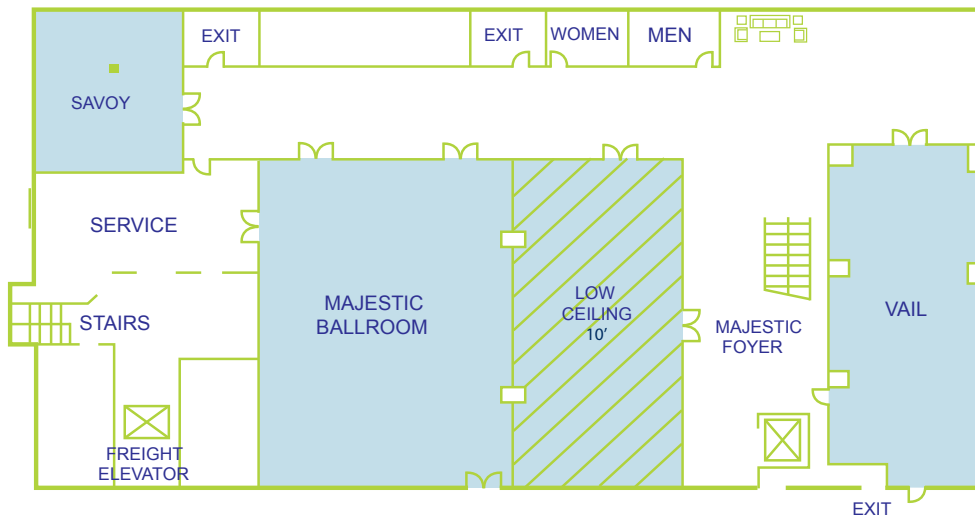 EXIT
EXIT
WOMEN
MEN
SAVOY
SERVICE
STAIRS
MAJESTIC
BALLROOM
LOW
CEILING
10’
MAJESTIC
FOYER
VAIL
FREIGHT
ELEVATOR
EXIT